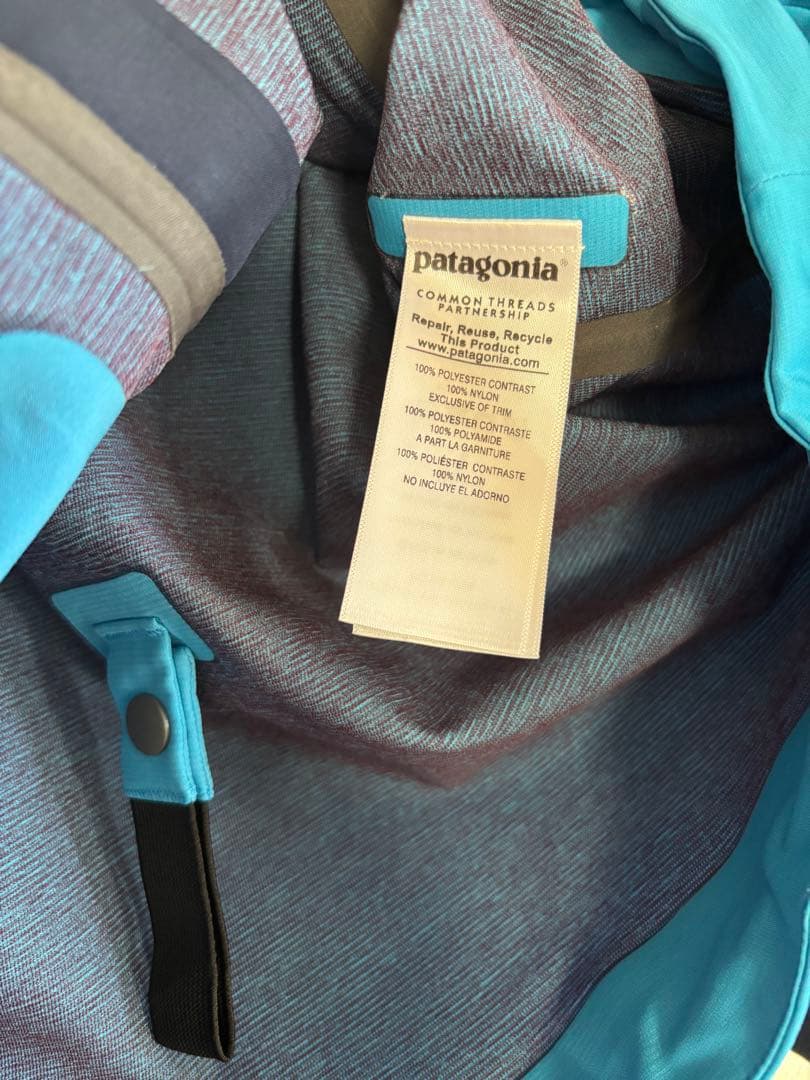 patagonia®
COMMON THREADS
PARTNERSHIP
Repair, Reuse, Recycle
This Product
www.patagonia.com
100% POLYESTER CONTRAST
100% NYLON
EXCLUSIVE OF TRIM
100% POLYESTER CONTRASTE
100% POLYAMIDE
A PART LA GARNITURE
100% POLIÉSTER CONTRASTE
100% NYLON
NO INCLUYE EL ADORNO